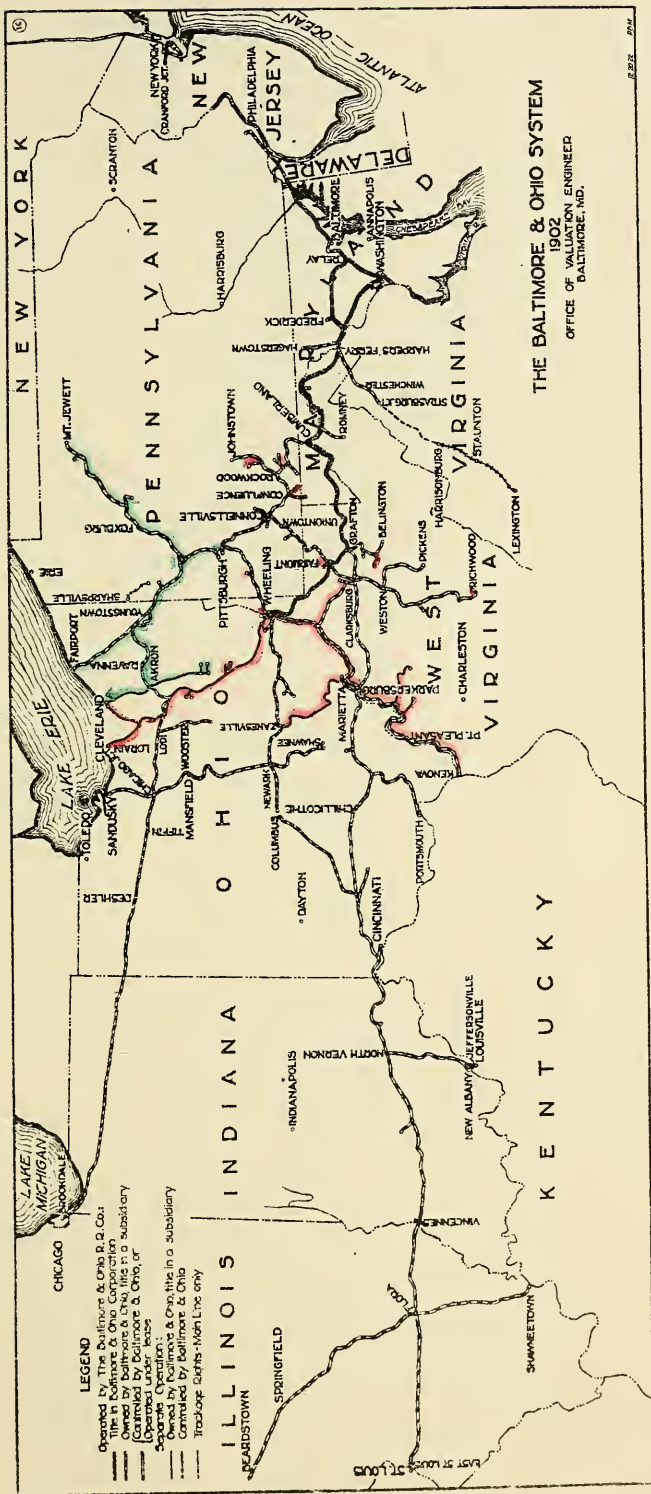 THE BALTIMORE & OHIO SYSTEM
1902
OFFICE OF VALUATION ENGINEER
BALTIMORE, MD.
LEGEND
Operated by The Baltimore & Ohio R.R. Co.:
Title in Baltimore & Ohio Corporation
Owned by Baltimore & Ohio, title in a subsidiary
Controlled by Baltimore & Ohio, or
Operated under lease
Separate Operation:
Owned by Baltimore & Ohio, title in a subsidiary
Controlled by Baltimore & Ohio
Trackage Rights - Main Line only
NEW YORK
PENNSYLVANIA
NEW JERSEY
DELAWARE
MARYLAND
WEST VIRGINIA
VIRGINIA
OHIO
INDIANA
ILLINOIS
KENTUCKY
LAKE MICHIGAN
LAKE ERIE
ATLANTIC OCEAN
CHESAPEAKE BAY
CHICAGO
BROOKDALE
DESHLER
TIFFIN
TOLEDO
SANDUSKY
CHICAGO JC.
MANSFIELD
WOOSTER
LODI
LORAIN
CLEVELAND
AKRON
RAVENNA
FAIRPORT
YOUNGSTOWN
SHARPSVILLE
ERIE
FOXBURG
MT. JEWETT
PITTSBURGH
WHEELING
CONNELLSVILLE
UNIONTOWN
CONFLUENCE
ROCKWOOD
JOHNSTOWN
CUMBERLAND
ROMNEY
HARRISBURG
SCRANTON
NEW YORK
CRANFORD JCT.
PHILADELPHIA
BALTIMORE
ANNAPOLIS
WASHINGTON
RELAY
FREDERICK
HAGERSTOWN
HARPERS FERRY
WINCHESTER
STRASBURG JCT.
HARRISONBURG
STAUNTON
LEXINGTON
GRAFTON
BELINGTON
FAIRMONT
CLARKSBURG
WESTON
DICKENS
RICHWOOD
CHARLESTON
PARKERSBURG
PT. PLEASANT
KENOVA
MARIETTA
ZANESVILLE
SHAWNEE
NEWARK
COLUMBUS
CHILLICOTHE
PORTSMOUTH
DAYTON
CINCINNATI
NORTH VERNON
INDIANAPOLIS
NEW ALBANY
JEFFERSONVILLE
LOUISVILLE
VINCENNES
FLORA
SHAWNEETOWN
SPRINGFIELD
BEARDSTOWN
ST. LOUIS
EAST ST. LOUIS